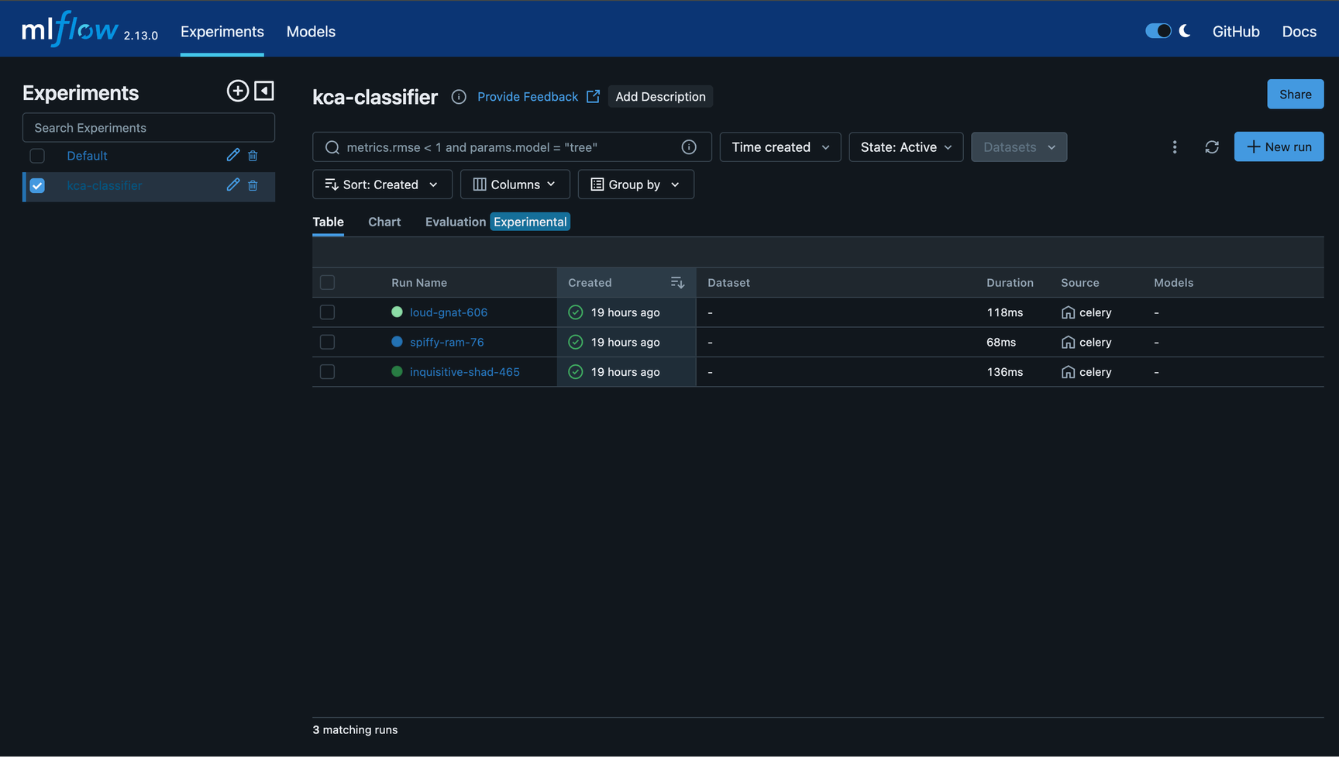 mlflow 2.13.0 Experiments Models GitHub Docs
Experiments
Search Experiments
Default
kca-classifier
kca-classifier Provide Feedback Add Description Share
metrics.rmse < 1 and params.model = "tree" Time created State: Active Datasets New run
Sort: Created Columns Group by
Table Chart Evaluation Experimental
Run Name Created Dataset Duration Source Models
loud-gnat-606 19 hours ago - 118ms celery -
spiffy-ram-76 19 hours ago - 68ms celery -
inquisitive-shad-465 19 hours ago - 136ms celery -
3 matching runs